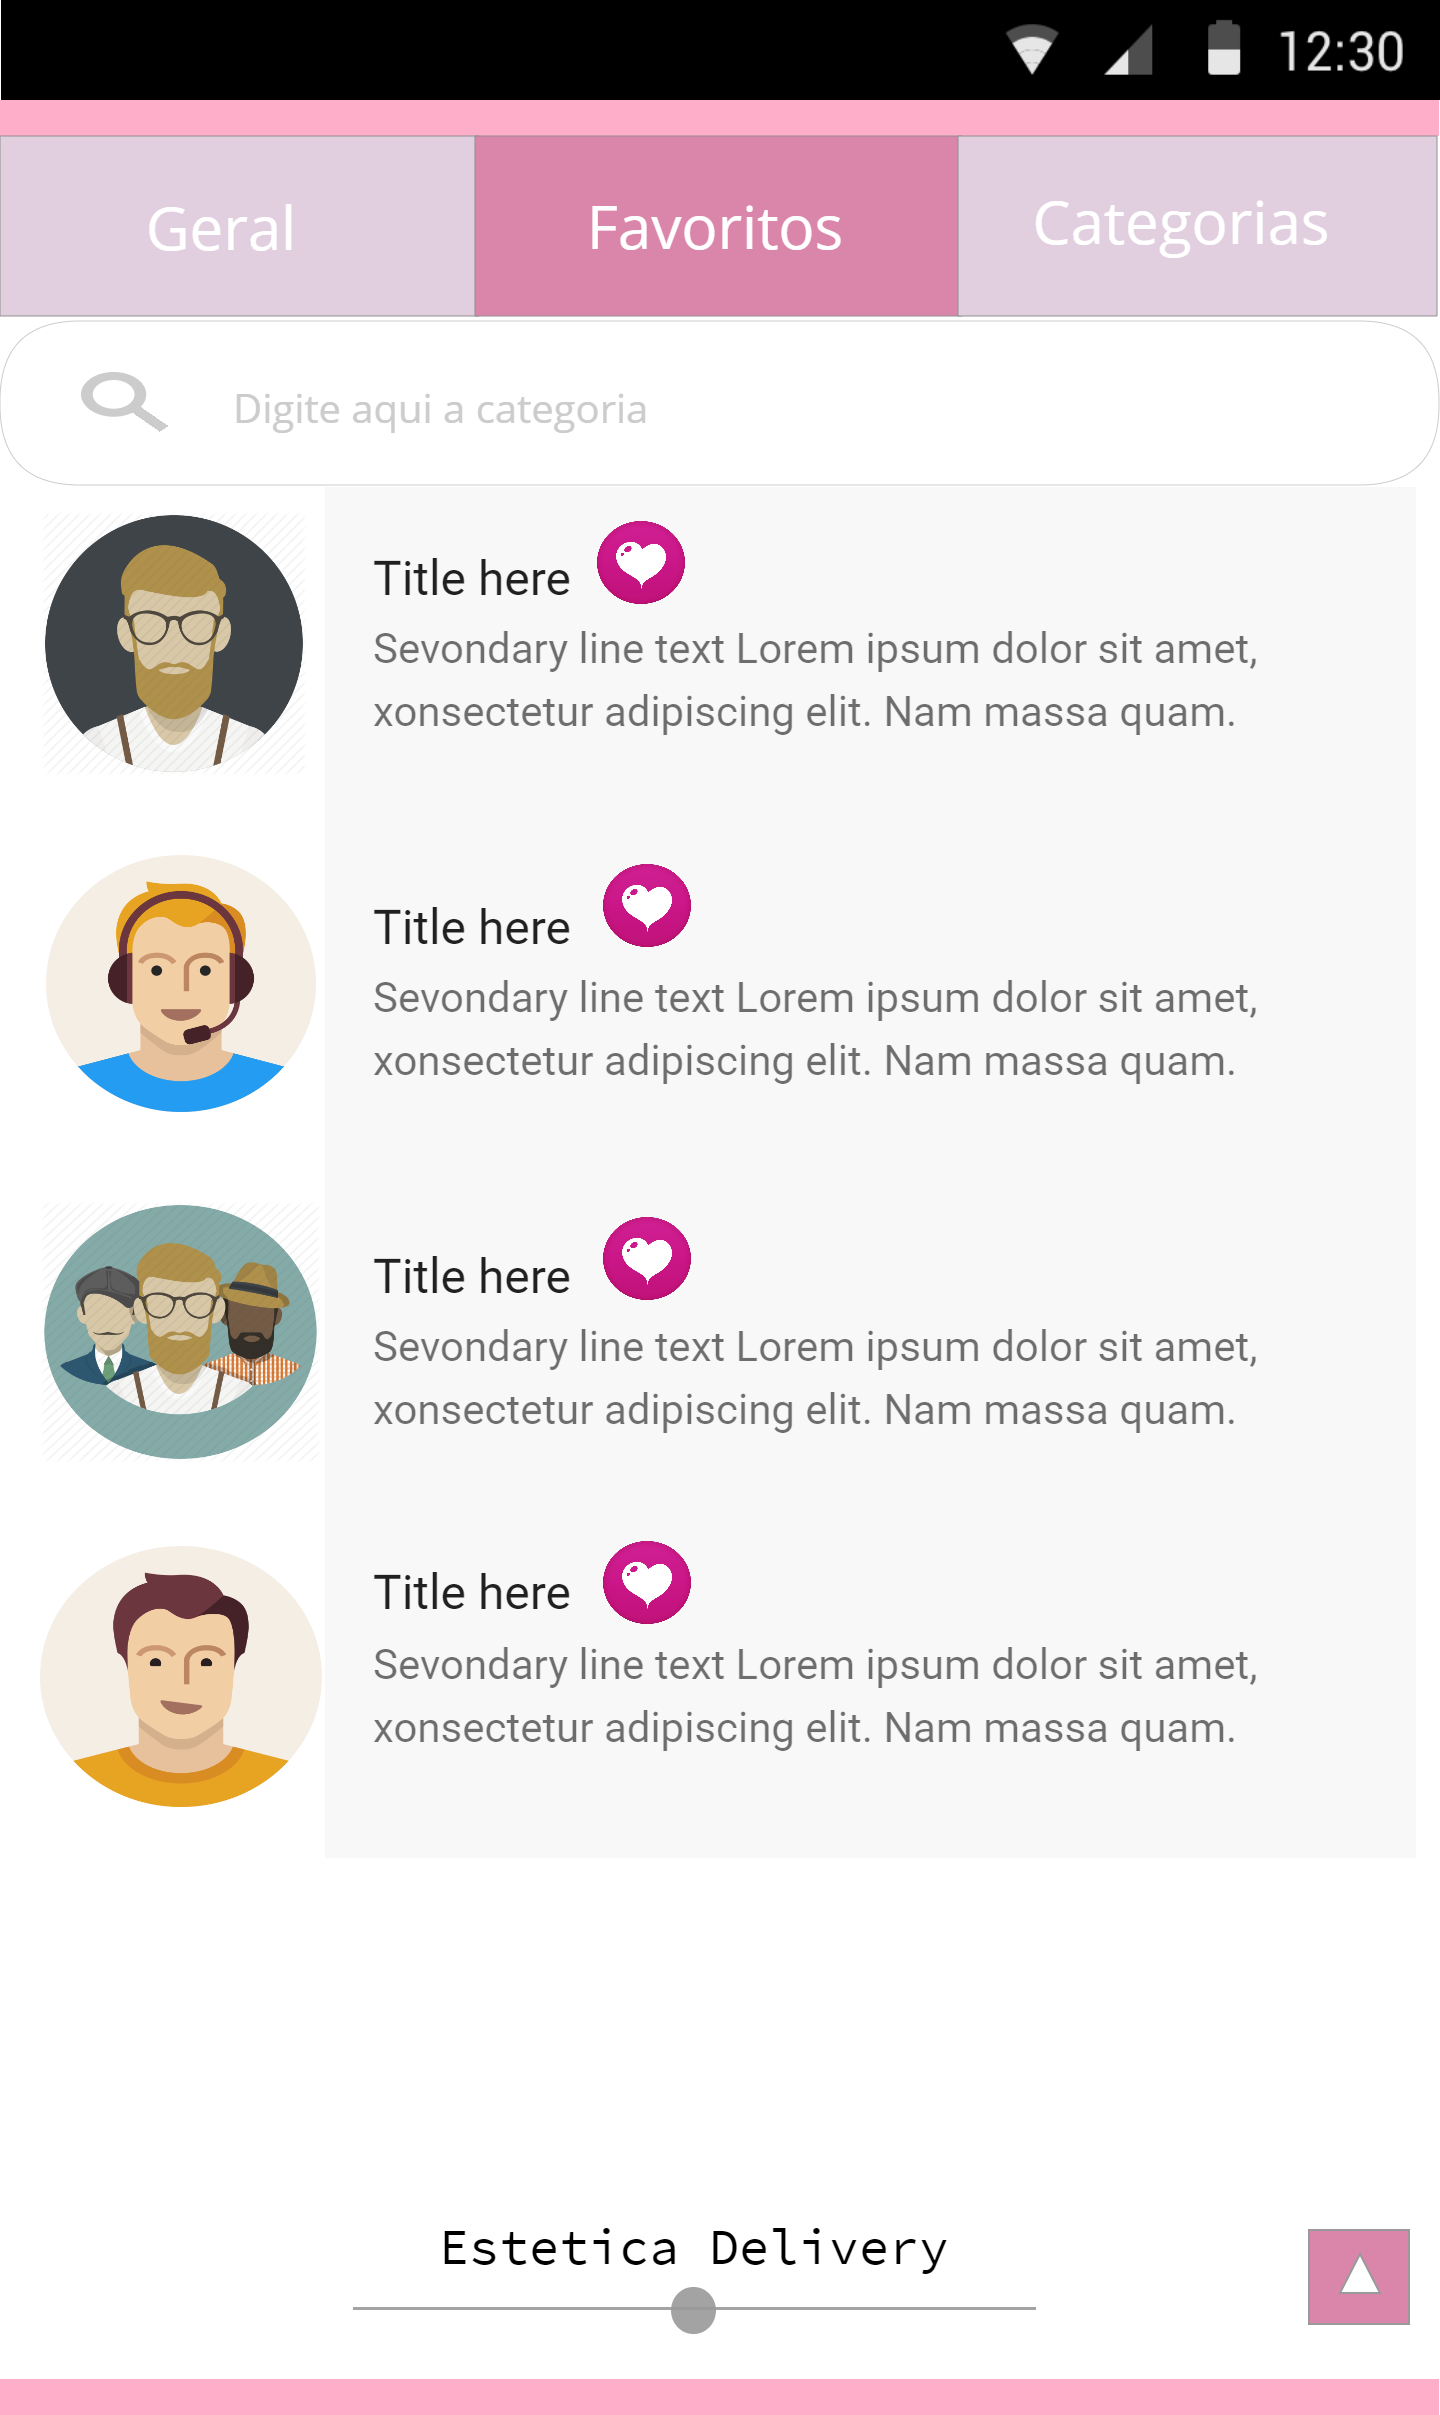 12:30
Geral
Favoritos
Categorias
Digite aqui a categoria
Title here
Sevondary line text Lorem ipsum dolor sit amet,
xonsectetur adipiscing elit. Nam massa quam.
Title here
Sevondary line text Lorem ipsum dolor sit amet,
xonsectetur adipiscing elit. Nam massa quam.
Title here
Sevondary line text Lorem ipsum dolor sit amet,
xonsectetur adipiscing elit. Nam massa quam.
Title here
Sevondary line text Lorem ipsum dolor sit amet,
xonsectetur adipiscing elit. Nam massa quam.
Estetica Delivery